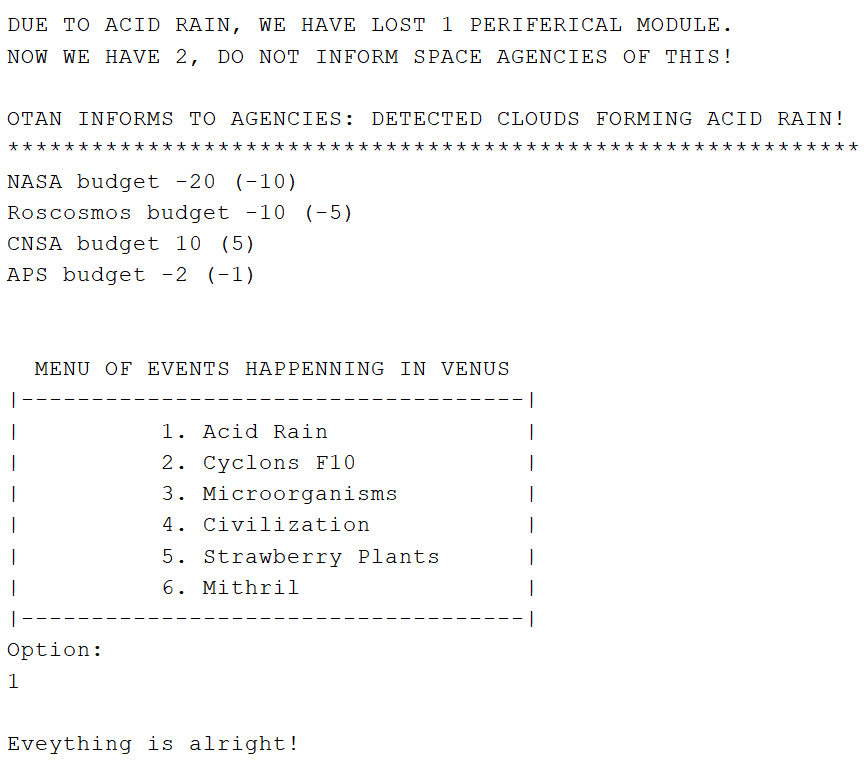 DUE TO ACID RAIN, WE HAVE LOST 1 PERIFERICAL MODULE.
NOW WE HAVE 2, DO NOT INFORM SPACE AGENCIES OF THIS!
OTAN INFORMS TO AGENCIES: DETECTED CLOUDS FORMING ACID RAIN!
*************************************************************
NASA budget -20 (-10)
Roscosmos budget -10 (-5)
CNSA budget 10 (5)
APS budget -2 (-1)
MENU OF EVENTS HAPPENNING IN VENUS
|------------------------------------|
| 1. Acid Rain |
| 2. Cyclons F10 |
| 3. Microorganisms |
| 4. Civilization |
| 5. Strawberry Plants |
| 6. Mithril |
|------------------------------------|
Option:
1
Eveything is alright!